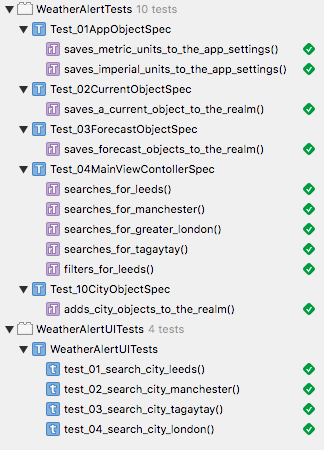 WeatherAlertTests 10 tests
Test_01AppObjectSpec
saves_metric_units_to_the_app_settings()
saves_imperial_units_to_the_app_settings()
Test_02CurrentObjectSpec
saves_a_current_object_to_the_realm()
Test_03ForecastObjectSpec
saves_forecast_objects_to_the_realm()
Test_04MainViewContollerSpec
searches_for_leeds()
searches_for_manchester()
searches_for_greater_london()
searches_for_tagaytay()
filters_for_leeds()
Test_10CityObjectSpec
adds_city_objects_to_the_realm()
WeatherAlertUITests 4 tests
WeatherAlertUITests
test_01_search_city_leeds()
test_02_search_city_manchester()
test_03_search_city_tagaytay()
test_04_search_city_london()